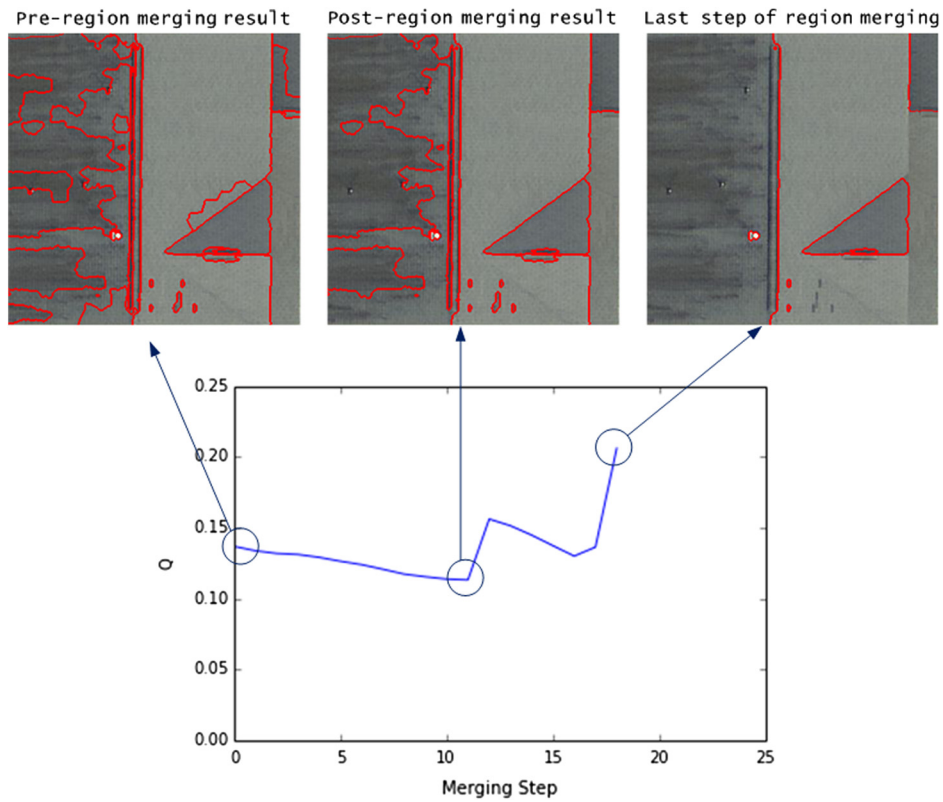 Pre-region merging result
Post-region merging result
Last step of region merging
0.25
0.20
0.15
0.10
0.05
0.00
Q
0 5 10 15 20 25
Merging Step